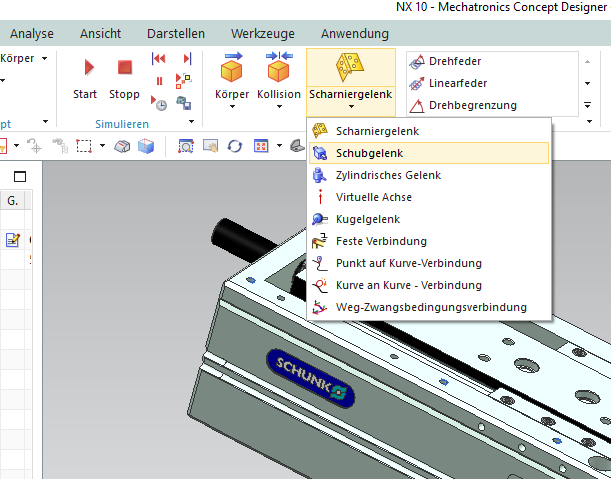 NX 10 - Mechatronics Concept Designer
Analyse Ansicht Darstellen Werkzeuge Anwendung
Körper
Start Stopp
Simulieren
Körper Kollision Scharniergelenk
Drehfeder
Linearfeder
Drehbegrenzung
pt
Scharniergelenk
Schubgelenk
Zylindrisches Gelenk
Virtuelle Achse
Kugelgelenk
Feste Verbindung
Punkt auf Kurve-Verbindung
Kurve an Kurve - Verbindung
Weg-Zwangsbedingungsverbindung
G.
SCHUNK